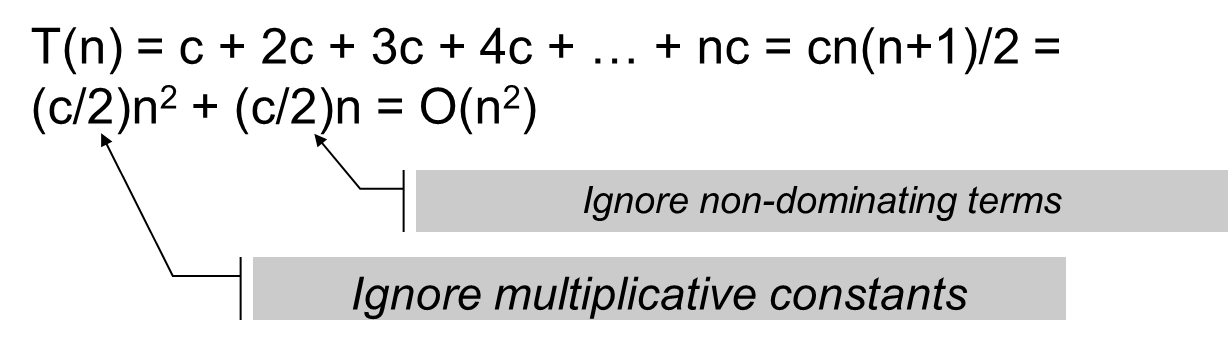 T(n) = c + 2c + 3c + 4c + … + nc = cn(n+1)/2 =
(c/2)n² + (c/2)n = O(n²)
Ignore non-dominating terms
Ignore multiplicative constants